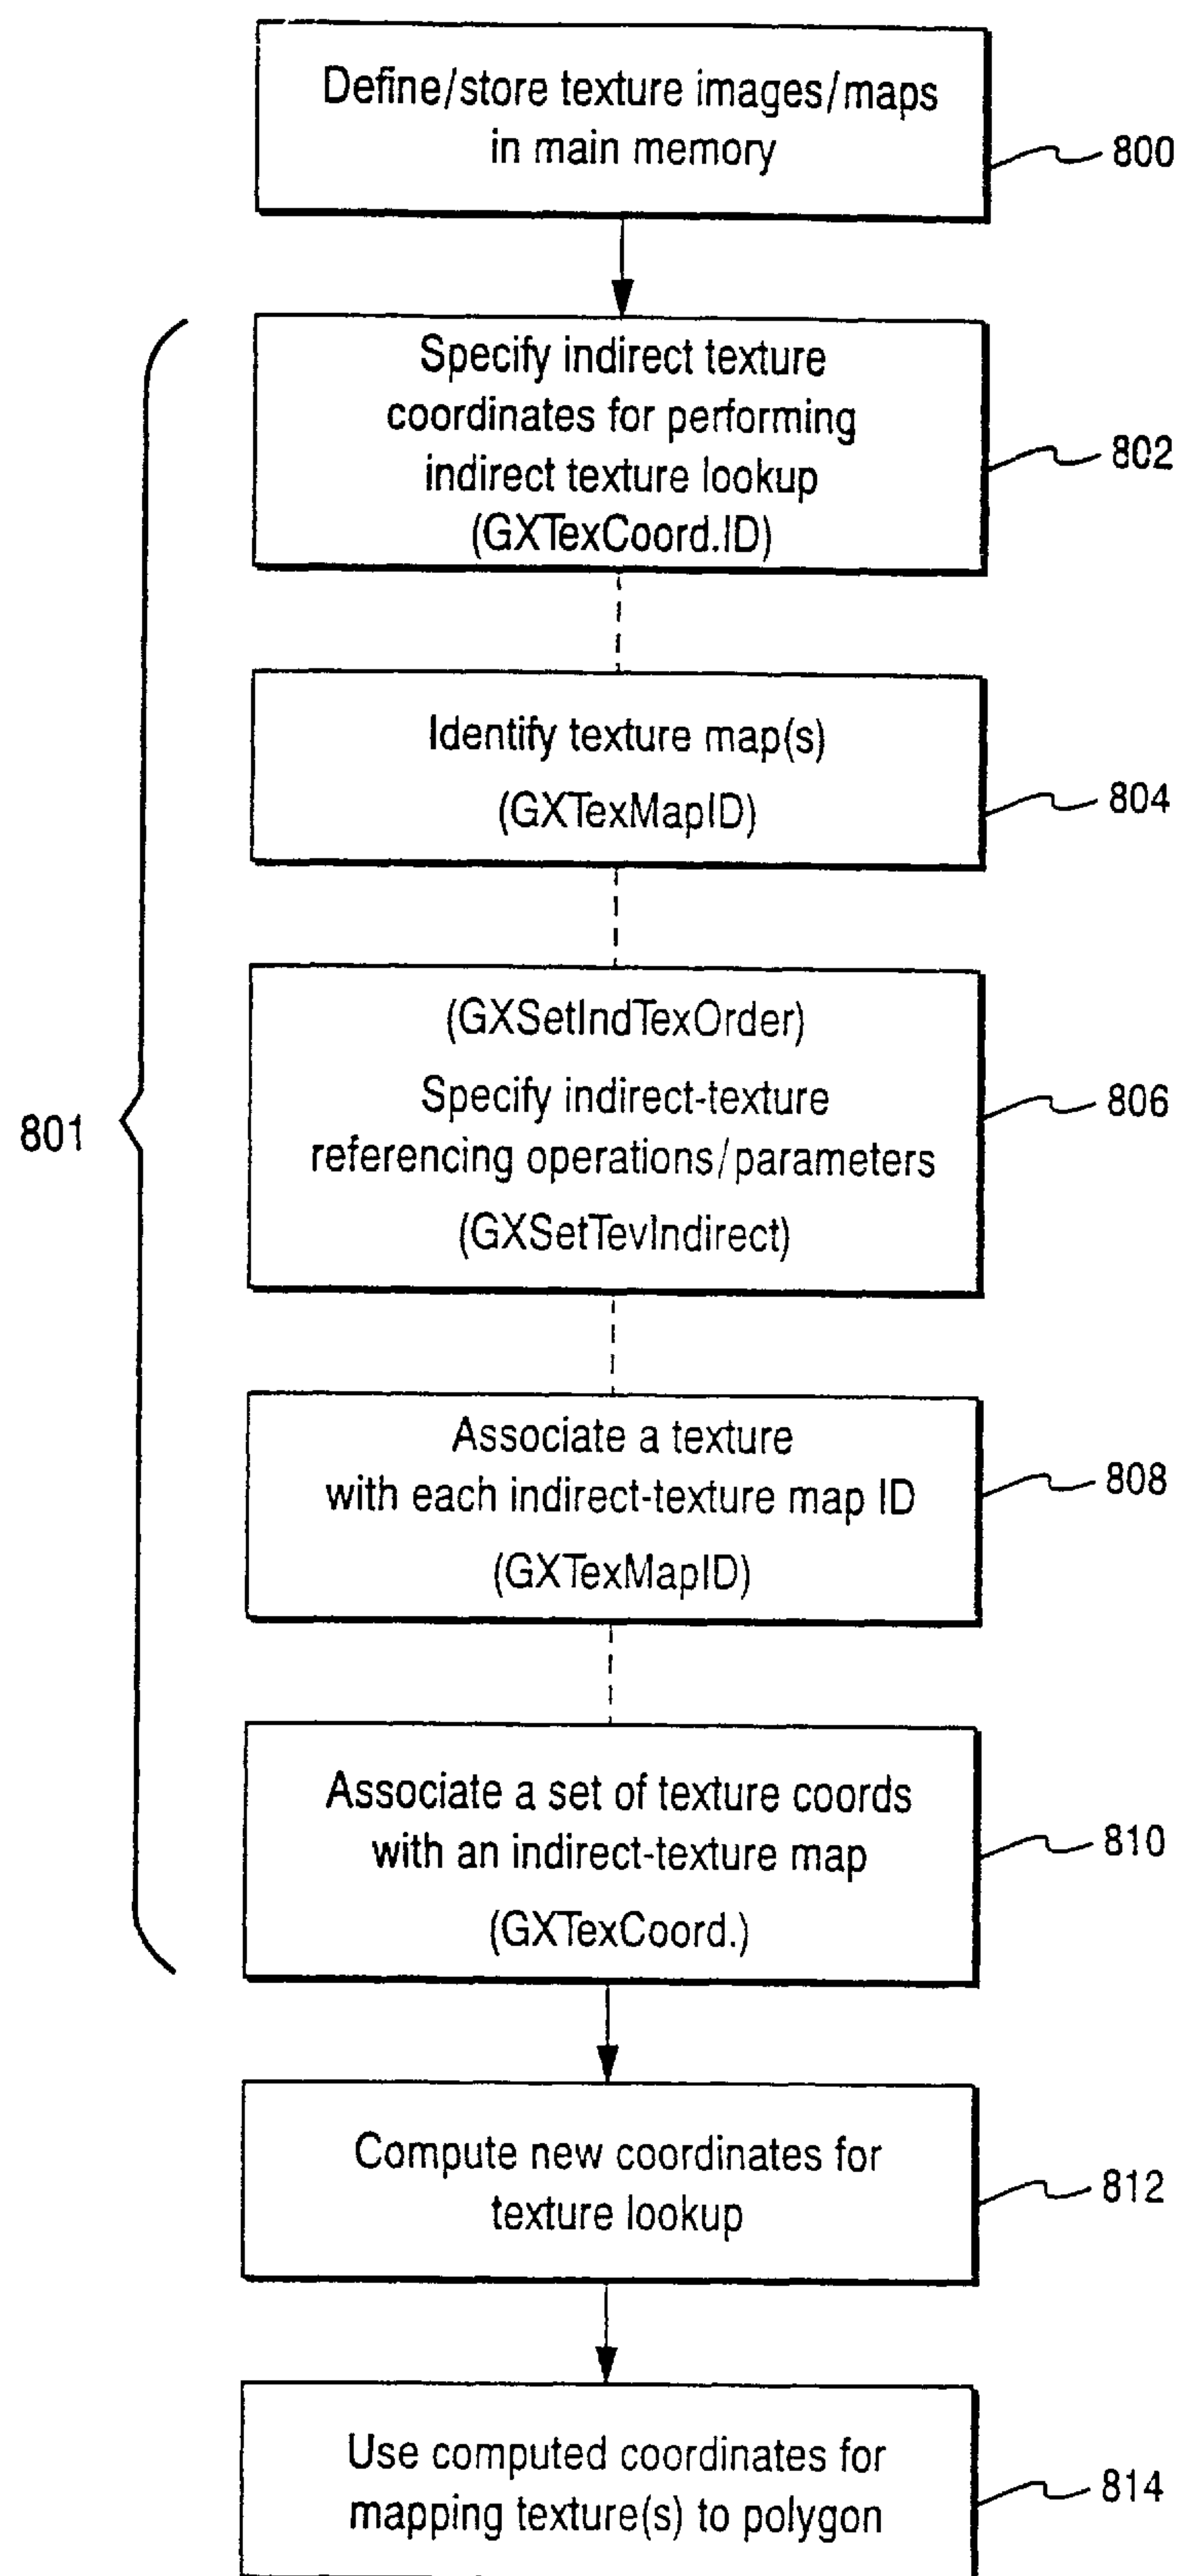 Define/store texture images/maps
in main memory
800
Specify indirect texture
coordinates for performing
indirect texture lookup
(GXTexCoord.ID)
802
Identify texture map(s)
(GXTexMapID)
804
801
(GXSetIndTexOrder)
Specify indirect-texture
referencing operations/parameters
(GXSetTevIndirect)
806
Associate a texture
with each indirect-texture map ID
(GXTexMapID)
808
Associate a set of texture coords
with an indirect-texture map
(GXTexCoord.)
810
Compute new coordinates for
texture lookup
812
Use computed coordinates for
mapping texture(s) to polygon
814